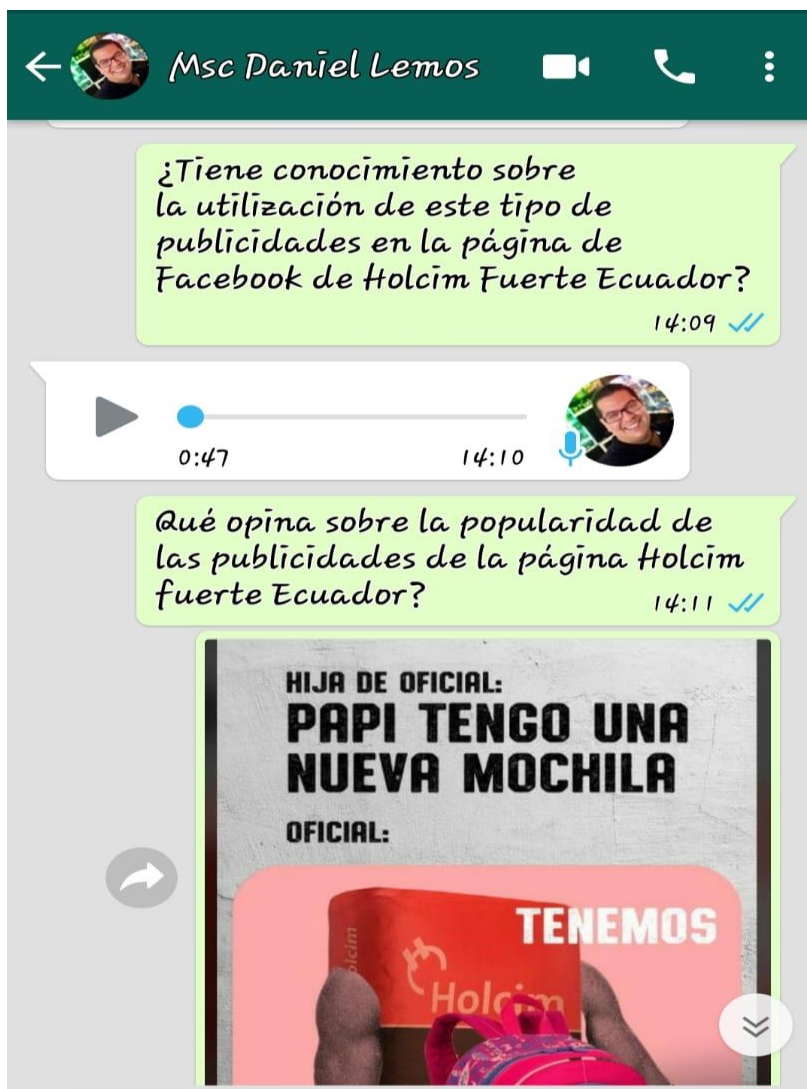 Msc Daniel Lemos
¿Tiene conocimiento sobre
la utilización de este tipo de
publicidades en la página de
Facebook de Holcim Fuerte Ecuador?
14:09
0:47
14:10
Qué opina sobre la popularidad de
las publicidades de la página Holcim
fuerte Ecuador?
14:11
HIJA DE OFICIAL:
PAPI TENGO UNA
NUEVA MOCHILA
OFICIAL:
TENEMOS
Holcim